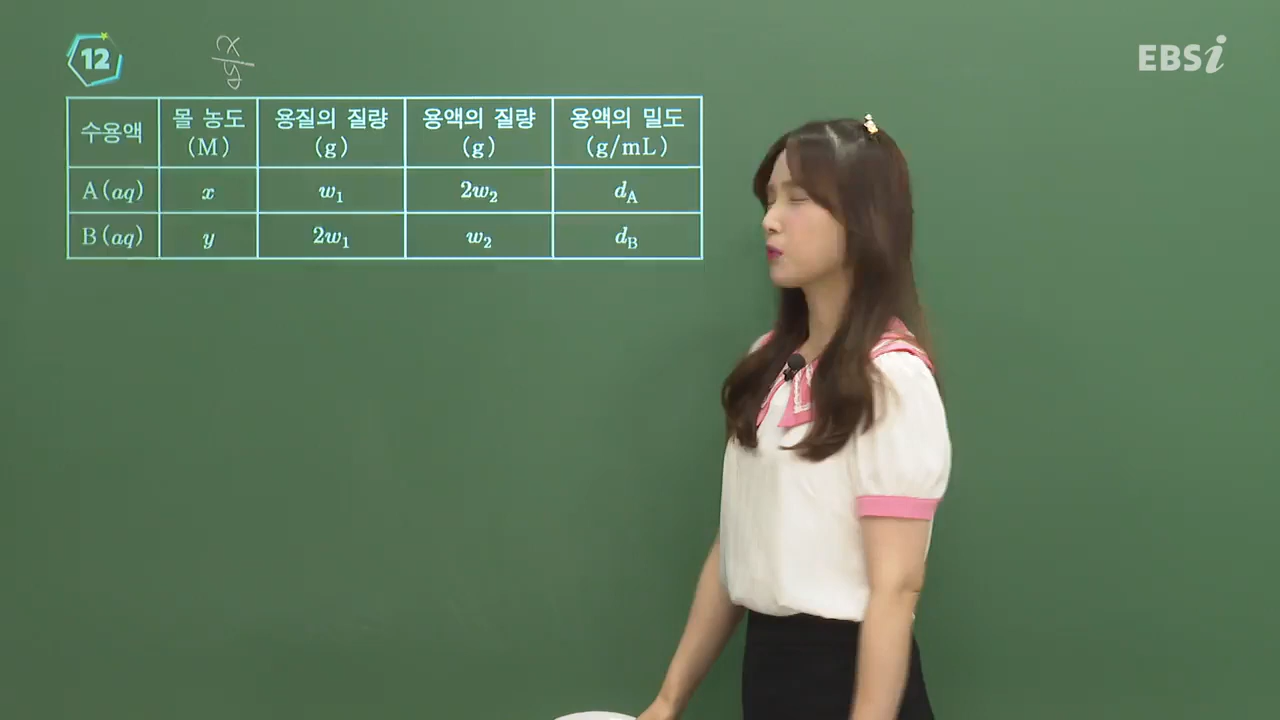 12
x/y
EBSi
수용액 몰 농도 (M) 용질의 질량 (g) 용액의 질량 (g) 용액의 밀도 (g/mL)
A(aq) x w₁ 2w₂ d_A
B(aq) y 2w₁ w₂ d_B